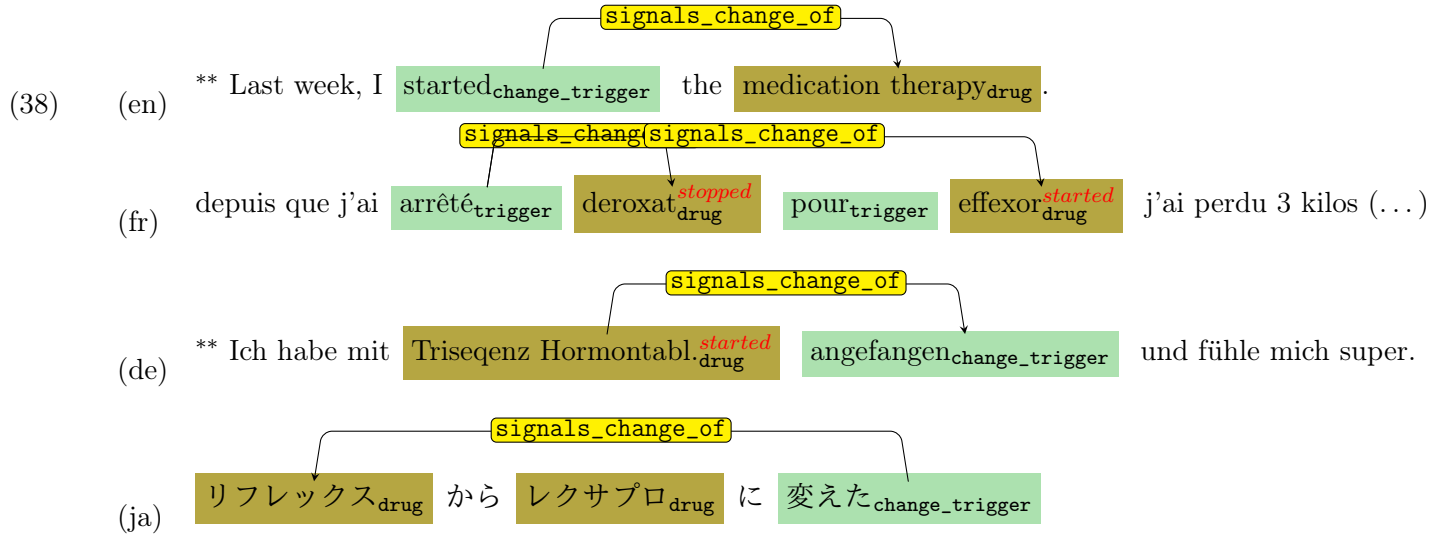 signals_change_of
(38) (en) ** Last week, I started change_trigger the medication therapy drug.
signals_change signals_change_of
(fr) depuis que j'ai arrêté trigger deroxat stopped drug pour trigger effexor started drug j'ai perdu 3 kilos (...)
signals_change_of
(de) ** Ich habe mit Triseqenz Hormontabl. started drug angefangen change_trigger und fühle mich super.
signals_change_of
(ja) リフレックス drug から レクサプロ drug に 変えた change_trigger